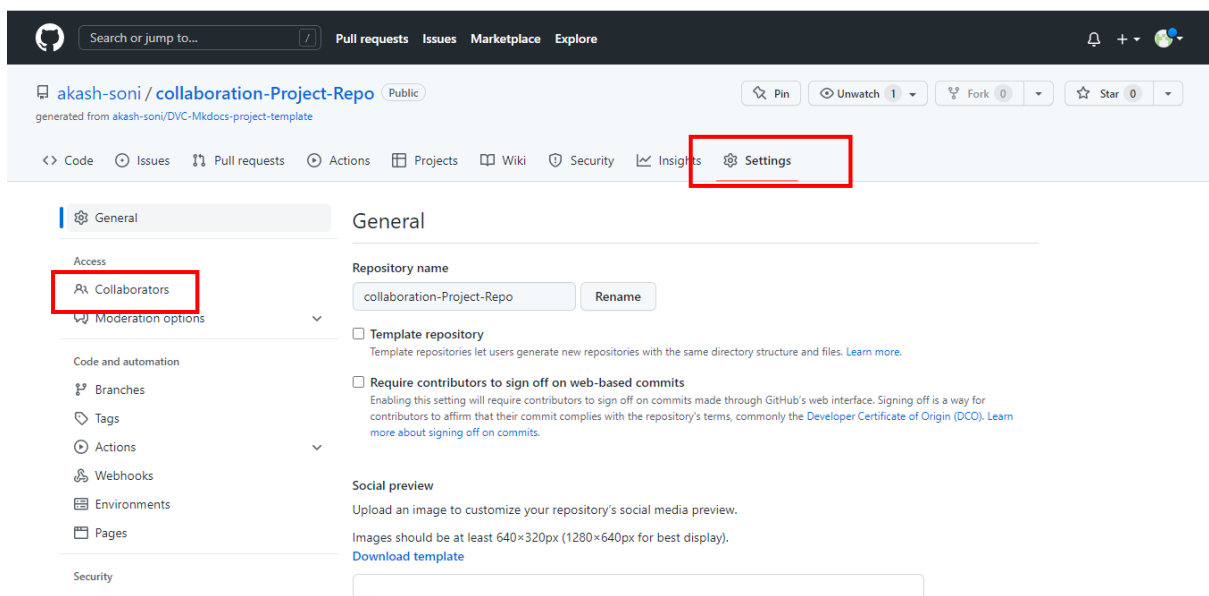 Search or jump to... / Pull requests Issues Marketplace Explore
akash-soni / collaboration-Project-Repo Public Pin Unwatch 1 Fork 0 Star 0
generated from akash-soni/DVC-Mkdocs-project-template
Code Issues Pull requests Actions Projects Wiki Security Insights Settings
General
Access
Collaborators
Moderation options
Code and automation
Branches
Tags
Actions
Webhooks
Environments
Pages
Security
General
Repository name
collaboration-Project-Repo Rename
Template repository
Template repositories let users generate new repositories with the same directory structure and files. Learn more.
Require contributors to sign off on web-based commits
Enabling this setting will require contributors to sign off on commits made through GitHub's web interface. Signing off is a way for
contributors to affirm that their commit complies with the repository's terms, commonly the Developer Certificate of Origin (DCO). Learn
more about signing off on commits.
Social preview
Upload an image to customize your repository's social media preview.
Images should be at least 640×320px (1280×640px for best display).
Download template